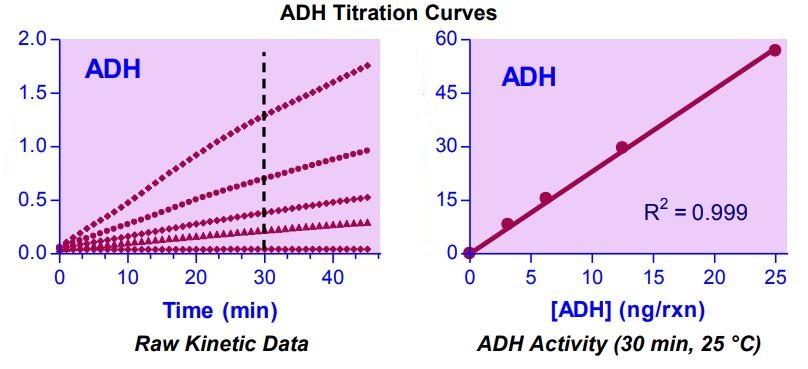 ADH Titration Curves
ADH
2.0
1.5
1.0
0.5
0.0
0 10 20 30 40
Time (min)
Raw Kinetic Data
ADH
60
45
30
15
0
R² = 0.999
0 5 10 15 20 25
[ADH] (ng/rxn)
ADH Activity (30 min, 25 °C)